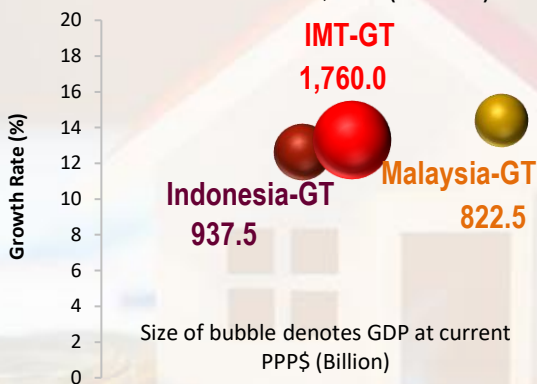 20
18
16
14
12
10
8
6
4
2
0
Growth Rate (%)
IMT-GT
1,760.0
Indonesia-GT
937.5
Malaysia-GT
822.5
Size of bubble denotes GDP at current
PPP$ (Billion)